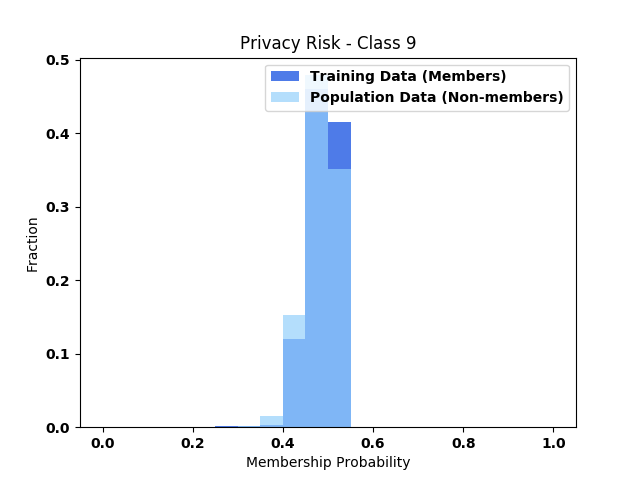 Privacy Risk - Class 9
Training Data (Members)
Population Data (Non-members)
0.5
0.4
0.3
0.2
0.1
0.0
Fraction
0.0 0.2 0.4 0.6 0.8 1.0
Membership Probability